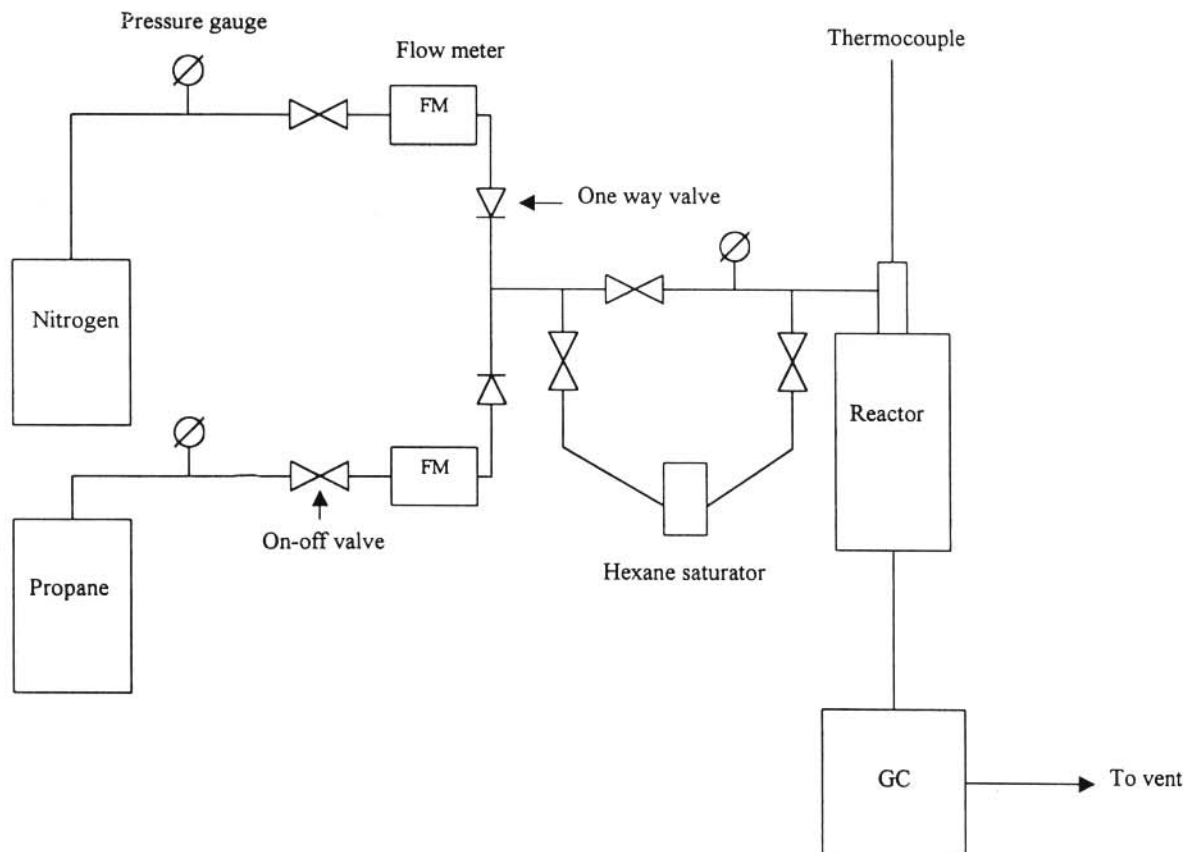 Pressure gauge
Flow meter
Thermocouple
FM
One way valve
Nitrogen
Reactor
FM
On-off valve
Hexane saturator
Propane
GC
To vent